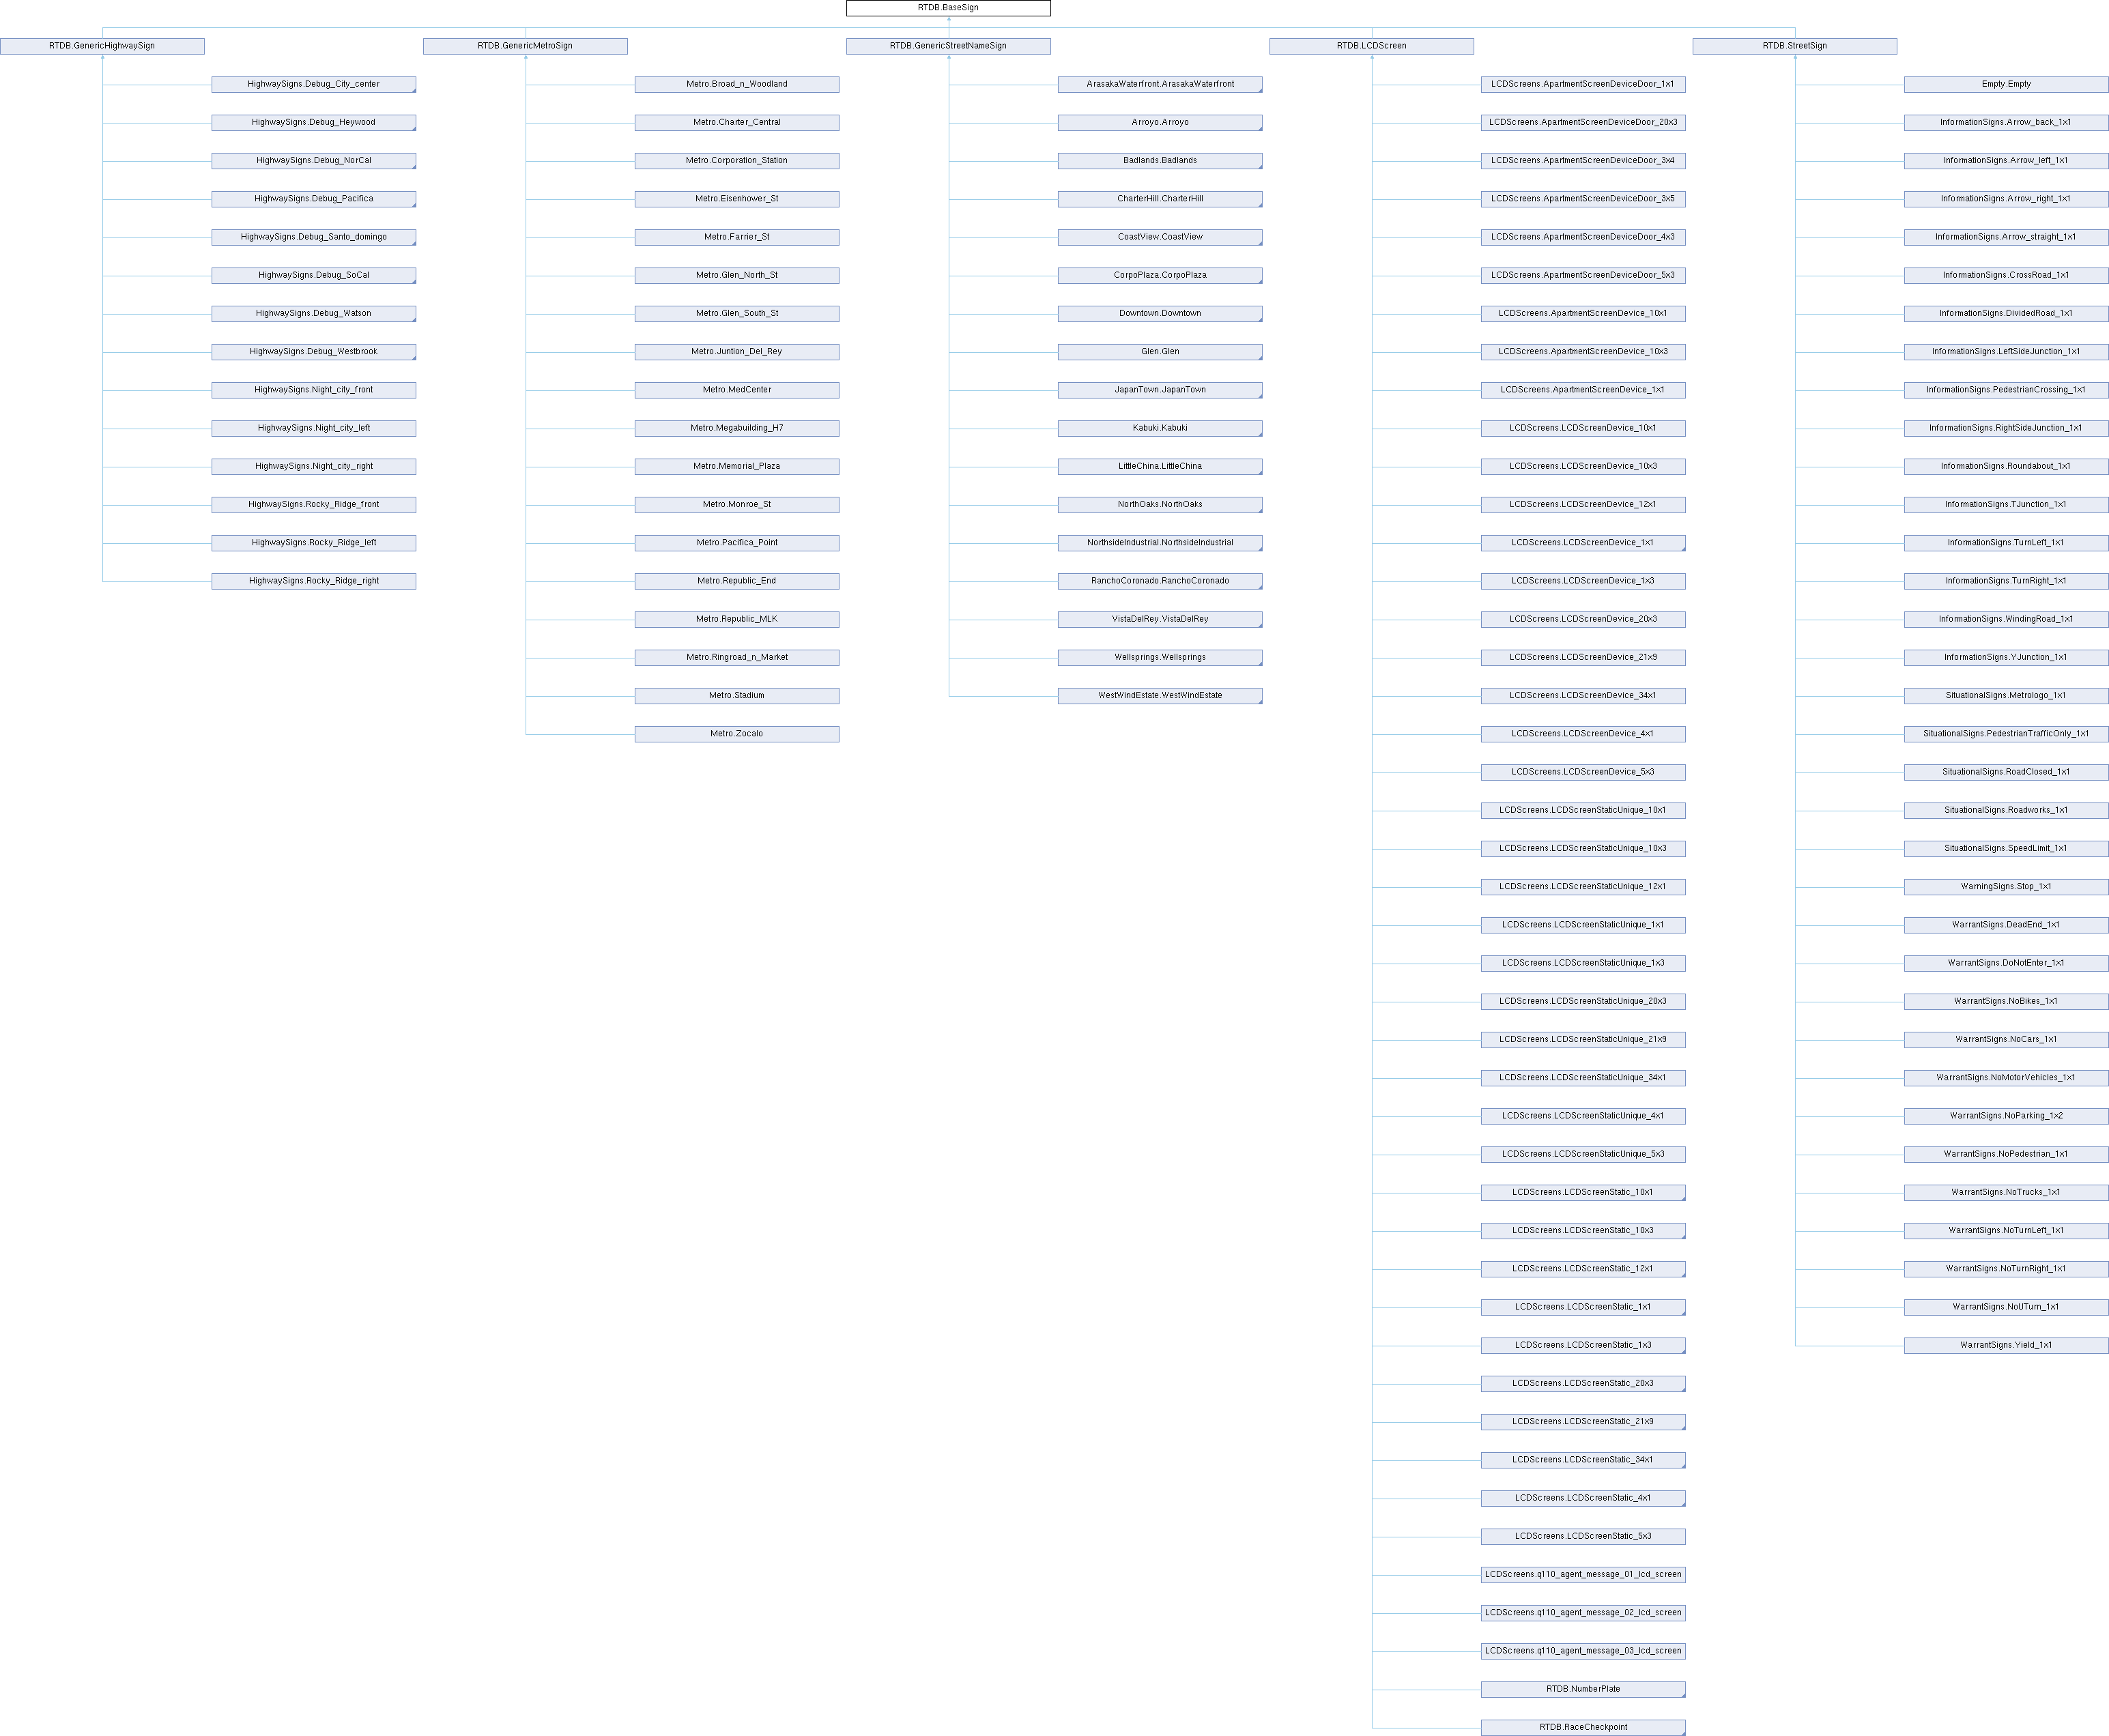 RTDB.BaseSign
RTDB.GenericHighwaySign
RTDB.GenericMetroSign
RTDB.GenericStreetNameSign
RTDB.LCDScreen
RTDB.StreetSign
HighwaySigns.Debug_City_center
HighwaySigns.Debug_Heywood
HighwaySigns.Debug_NorCal
HighwaySigns.Debug_Pacifica
HighwaySigns.Debug_Santo_domingo
HighwaySigns.Debug_SoCal
HighwaySigns.Debug_Watson
HighwaySigns.Debug_Westbrook
HighwaySigns.Night_city_front
HighwaySigns.Night_city_left
HighwaySigns.Night_city_right
HighwaySigns.Rocky_Ridge_front
HighwaySigns.Rocky_Ridge_left
HighwaySigns.Rocky_Ridge_right
Metro.Broad_n_Woodland
Metro.Charter_Central
Metro.Corporation_Station
Metro.Eisenhower_St
Metro.Farrier_St
Metro.Glen_North_St
Metro.Glen_South_St
Metro.Juntion_Del_Rey
Metro.MedCenter
Metro.Megabuilding_H7
Metro.Memorial_Plaza
Metro.Monroe_St
Metro.Pacifica_Point
Metro.Republic_End
Metro.Republic_MLK
Metro.Ringroad_n_Market
Metro.Stadium
Metro.Zocalo
ArasakaWaterfront.ArasakaWaterfront
Arroyo.Arroyo
Badlands.Badlands
CharterHill.CharterHill
CoastView.CoastView
CorpoPlaza.CorpoPlaza
Downtown.Downtown
Glen.Glen
JapanTown.JapanTown
Kabuki.Kabuki
LittleChina.LittleChina
NorthOaks.NorthOaks
NorthsideIndustrial.NorthsideIndustrial
RanchoCoronado.RanchoCoronado
VistaDelRey.VistaDelRey
Wellsprings.Wellsprings
WestWindEstate.WestWindEstate
LCDScreens.ApartmentScreenDeviceDoor_1x1
LCDScreens.ApartmentScreenDeviceDoor_20x3
LCDScreens.ApartmentScreenDeviceDoor_3x4
LCDScreens.ApartmentScreenDeviceDoor_3x5
LCDScreens.ApartmentScreenDeviceDoor_4x3
LCDScreens.ApartmentScreenDeviceDoor_5x3
LCDScreens.ApartmentScreenDevice_10x1
LCDScreens.ApartmentScreenDevice_10x3
LCDScreens.ApartmentScreenDevice_1x1
LCDScreens.LCDScreenDevice_10x1
LCDScreens.LCDScreenDevice_10x3
LCDScreens.LCDScreenDevice_12x1
LCDScreens.LCDScreenDevice_1x1
LCDScreens.LCDScreenDevice_1x3
LCDScreens.LCDScreenDevice_20x3
LCDScreens.LCDScreenDevice_21x9
LCDScreens.LCDScreenDevice_34x1
LCDScreens.LCDScreenDevice_4x1
LCDScreens.LCDScreenDevice_5x3
LCDScreens.LCDScreenStaticUnique_10x1
LCDScreens.LCDScreenStaticUnique_10x3
LCDScreens.LCDScreenStaticUnique_12x1
LCDScreens.LCDScreenStaticUnique_1x1
LCDScreens.LCDScreenStaticUnique_1x3
LCDScreens.LCDScreenStaticUnique_20x3
LCDScreens.LCDScreenStaticUnique_21x9
LCDScreens.LCDScreenStaticUnique_34x1
LCDScreens.LCDScreenStaticUnique_4x1
LCDScreens.LCDScreenStaticUnique_5x3
LCDScreens.LCDScreenStatic_10x1
LCDScreens.LCDScreenStatic_10x3
LCDScreens.LCDScreenStatic_12x1
LCDScreens.LCDScreenStatic_1x1
LCDScreens.LCDScreenStatic_1x3
LCDScreens.LCDScreenStatic_20x3
LCDScreens.LCDScreenStatic_21x9
LCDScreens.LCDScreenStatic_34x1
LCDScreens.LCDScreenStatic_4x1
LCDScreens.LCDScreenStatic_5x3
LCDScreens.q110_agent_message_01_lcd_screen
LCDScreens.q110_agent_message_02_lcd_screen
LCDScreens.q110_agent_message_03_lcd_screen
RTDB.NumberPlate
RTDB.RaceCheckpoint
Empty.Empty
InformationSigns.Arrow_back_1x1
InformationSigns.Arrow_left_1x1
InformationSigns.Arrow_right_1x1
InformationSigns.Arrow_straight_1x1
InformationSigns.CrossRoad_1x1
InformationSigns.DividedRoad_1x1
InformationSigns.LeftSideJunction_1x1
InformationSigns.PedestrianCrossing_1x1
InformationSigns.RightSideJunction_1x1
InformationSigns.Roundabout_1x1
InformationSigns.TJunction_1x1
InformationSigns.TurnLeft_1x1
InformationSigns.TurnRight_1x1
InformationSigns.WindingRoad_1x1
InformationSigns.YJunction_1x1
SituationalSigns.Metrologo_1x1
SituationalSigns.PedestrianTrafficOnly_1x1
SituationalSigns.RoadClosed_1x1
SituationalSigns.Roadworks_1x1
SituationalSigns.SpeedLimit_1x1
WarningSigns.Stop_1x1
WarrantSigns.DeadEnd_1x1
WarrantSigns.DoNotEnter_1x1
WarrantSigns.NoBikes_1x1
WarrantSigns.NoCars_1x1
WarrantSigns.NoMotorVehicles_1x1
WarrantSigns.NoParking_1x2
WarrantSigns.NoPedestrian_1x1
WarrantSigns.NoTrucks_1x1
WarrantSigns.NoTurnLeft_1x1
WarrantSigns.NoTurnRight_1x1
WarrantSigns.NoUTurn_1x1
WarrantSigns.Yield_1x1